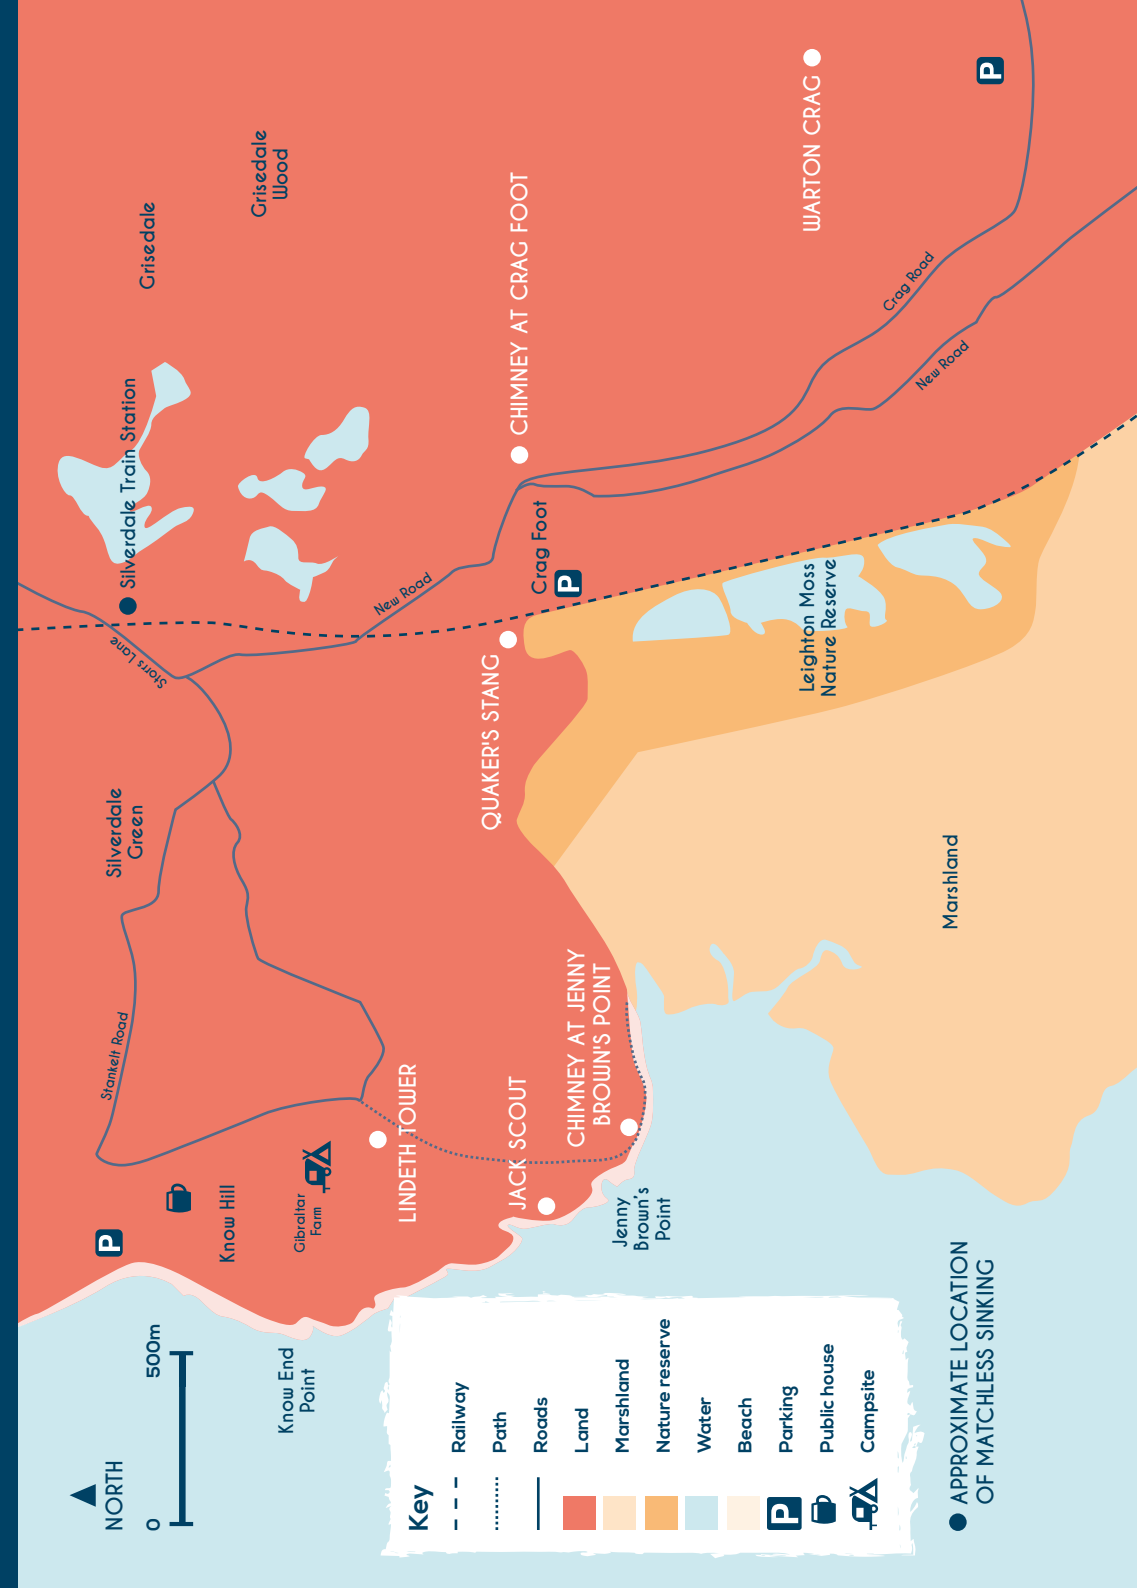 NORTH
0
500m
Know End
Point
Know Hill
Gibraltar
Farm
Stankelt Road
Silverdale
Green
Storrs Lane
Silverdale Train Station
Grisedale
Grisedale
Wood
New Road
LINDETH TOWER
JACK SCOUT
Jenny
Brown's
Point
CHIMNEY AT JENNY
BROWN'S POINT
QUAKER'S STANG
Crag Foot
CHIMNEY AT CRAG FOOT
WARTON CRAG
Crag Road
New Road
Leighton Moss
Nature Reserve
Marshland
P
P
P
Key
Railway
Path
Roads
Land
Marshland
Nature reserve
Water
Beach
P Parking
Public house
Campsite
APPROXIMATE LOCATION
OF MATCHLESS SINKING